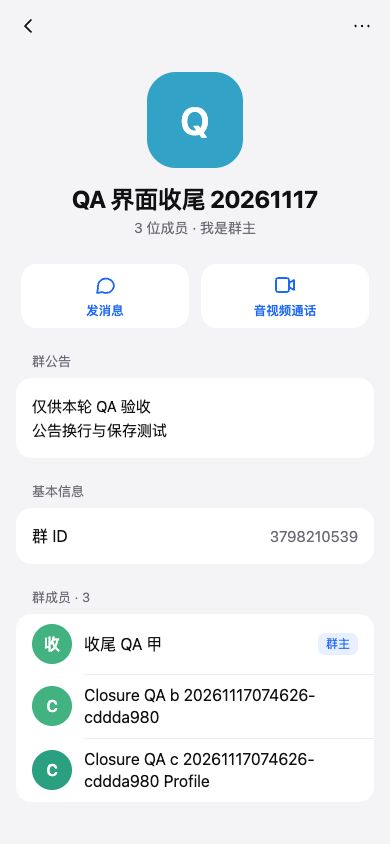 Q
QA 界面收尾 20261117
3 位成员 · 我是群主
发消息
音视频通话
群公告
仅供本轮 QA 验收
公告换行与保存测试
基本信息
群 ID
3798210539
群成员 · 3
收
收尾 QA 甲
群主
C
Closure QA b 20261117074626-
cddda980
C
Closure QA c 20261117074626-
cddda980 Profile